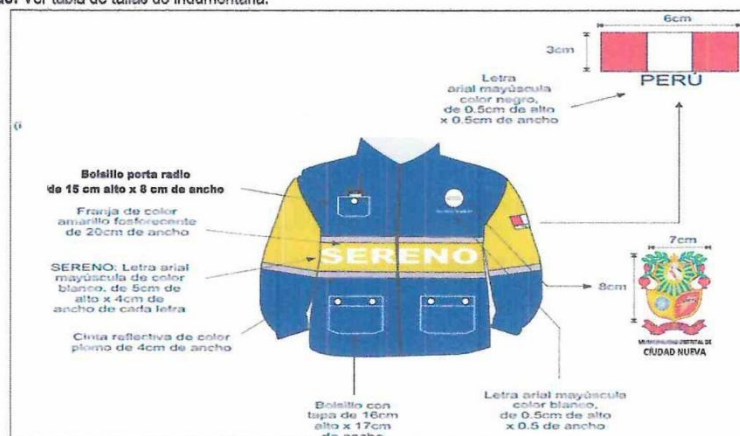 Ver tabla de tallas de indumentaria.
6cm
3cm
PERÚ
Letra
arial mayúscula
color negro,
de 0.5cm de alto
x 0.5cm de ancho
Bolsillo porta radio
de 15 cm alto x 8 cm de ancho
Franja de color
amarillo fosforecente
de 20cm de ancho
SERENO: Letra arial
mayúscula de color
blanco, de 5cm de
alto x 4cm de
ancho de carda letra
Cinta reflectiva de color
plomo de 4cm de ancho
SERENO
7cm
8cm
MUNICIPALIDAD DISTRITAL DE
CIUDAD NUEVA
Bolsillo con
tapa de 16cm
alto x 17cm
de ancho
Letra arial mayúscula
color blanco,
de 0.5cm de alto
x 0.5 de ancho